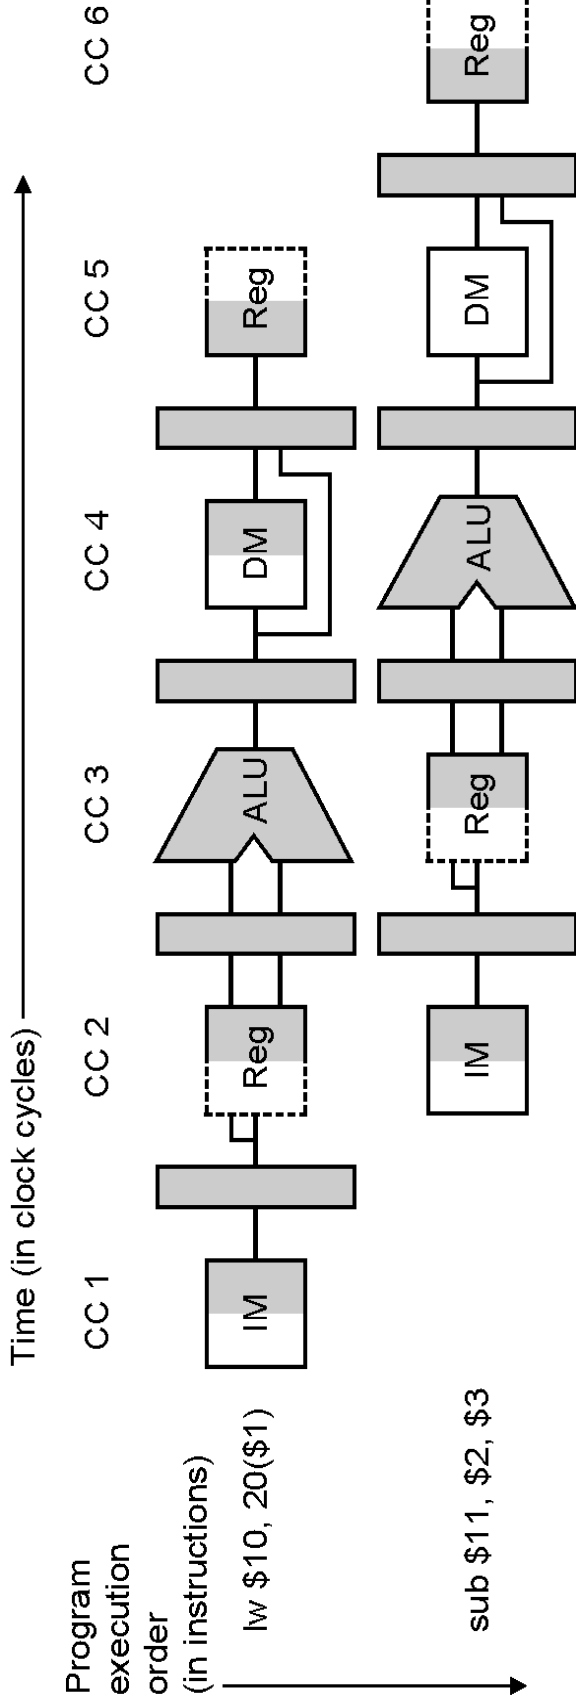 Time (in clock cycles)
CC 1 CC 2 CC 3 CC 4 CC 5 CC 6
Program
execution
order
(in instructions)
lw $10, 20($1)
IM Reg ALU DM Reg
sub $11, $2, $3
IM Reg ALU DM Reg